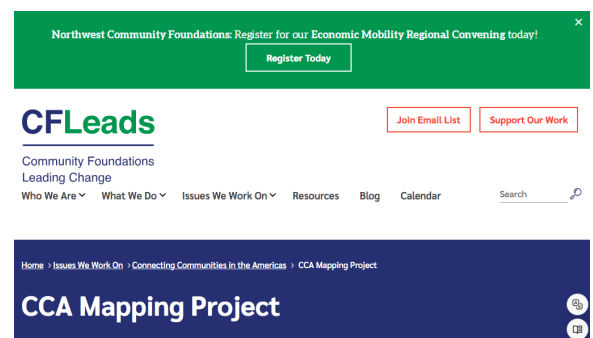 Northwest Community Foundations: Register for our Economic Mobility Regional Convening today!
×
Register Today
CFLeads
Community Foundations
Leading Change
Join Email List
Support Our Work
Who We Are What We Do Issues We Work On Resources Blog Calendar Search
Home > Issues We Work On > Connecting Communities in the Americas > CCA Mapping Project
CCA Mapping Project